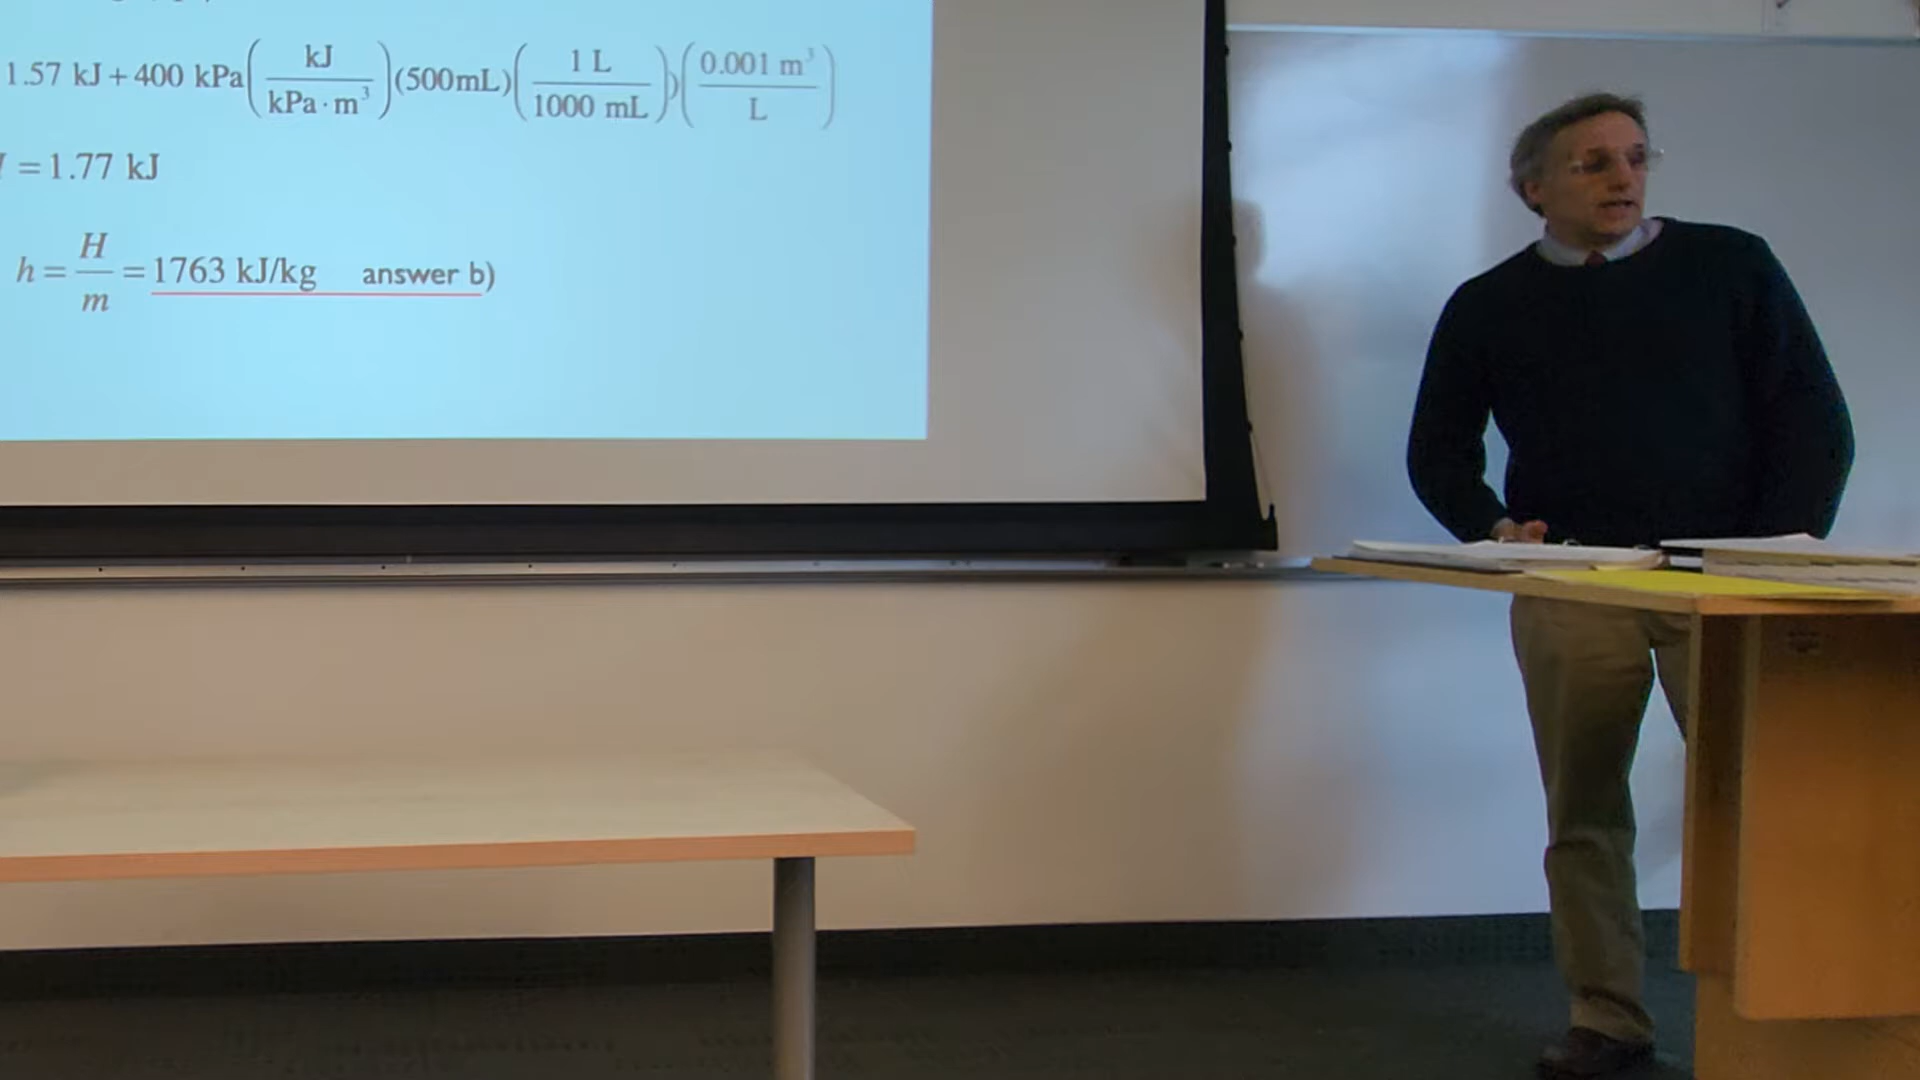 1.57 kJ + 400 kPa(kJ/kPa·m³)(500mL)(1 L/1000 mL))(0.001 m³/L)
= 1.77 kJ
h = H/m = 1763 kJ/kg answer b)